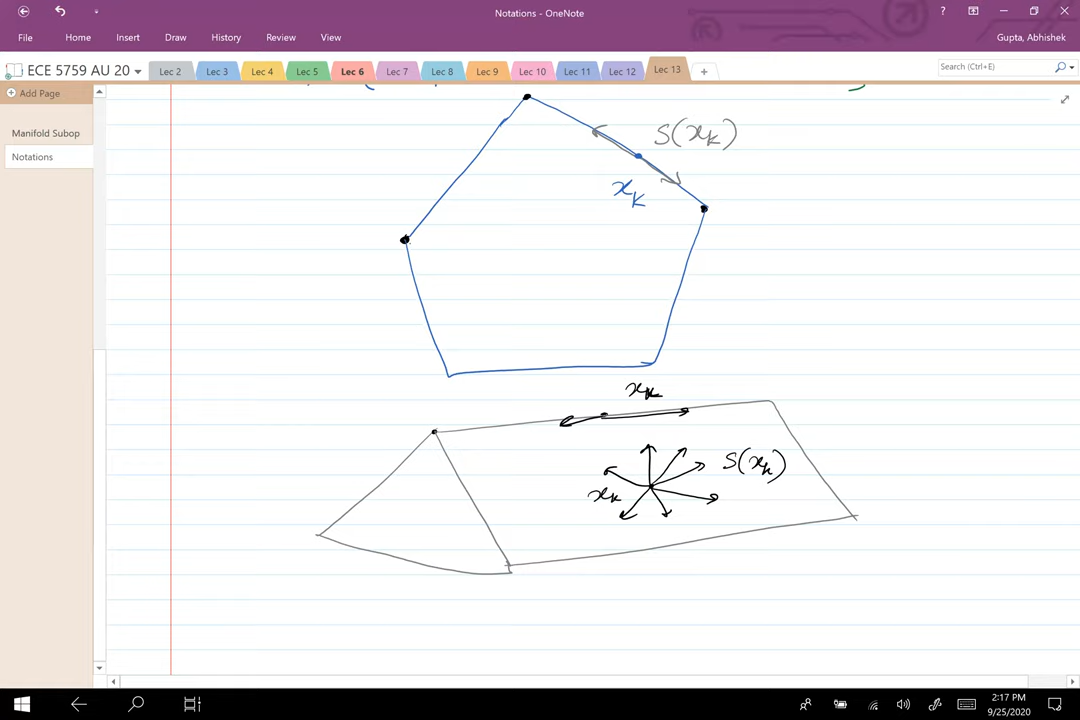 Notations - OneNote
File Home Insert Draw History Review View Gupta, Abhishek
ECE 5759 AU 20 Lec 2 Lec 3 Lec 4 Lec 5 Lec 6 Lec 7 Lec 8 Lec 9 Lec 10 Lec 11 Lec 12 Lec 13 + Search (Ctrl+E)
Add Page
Manifold Subop
Notations
S(x_k)
x_k
x_k
S(x_k)
x_k
2:17 PM
9/25/2020